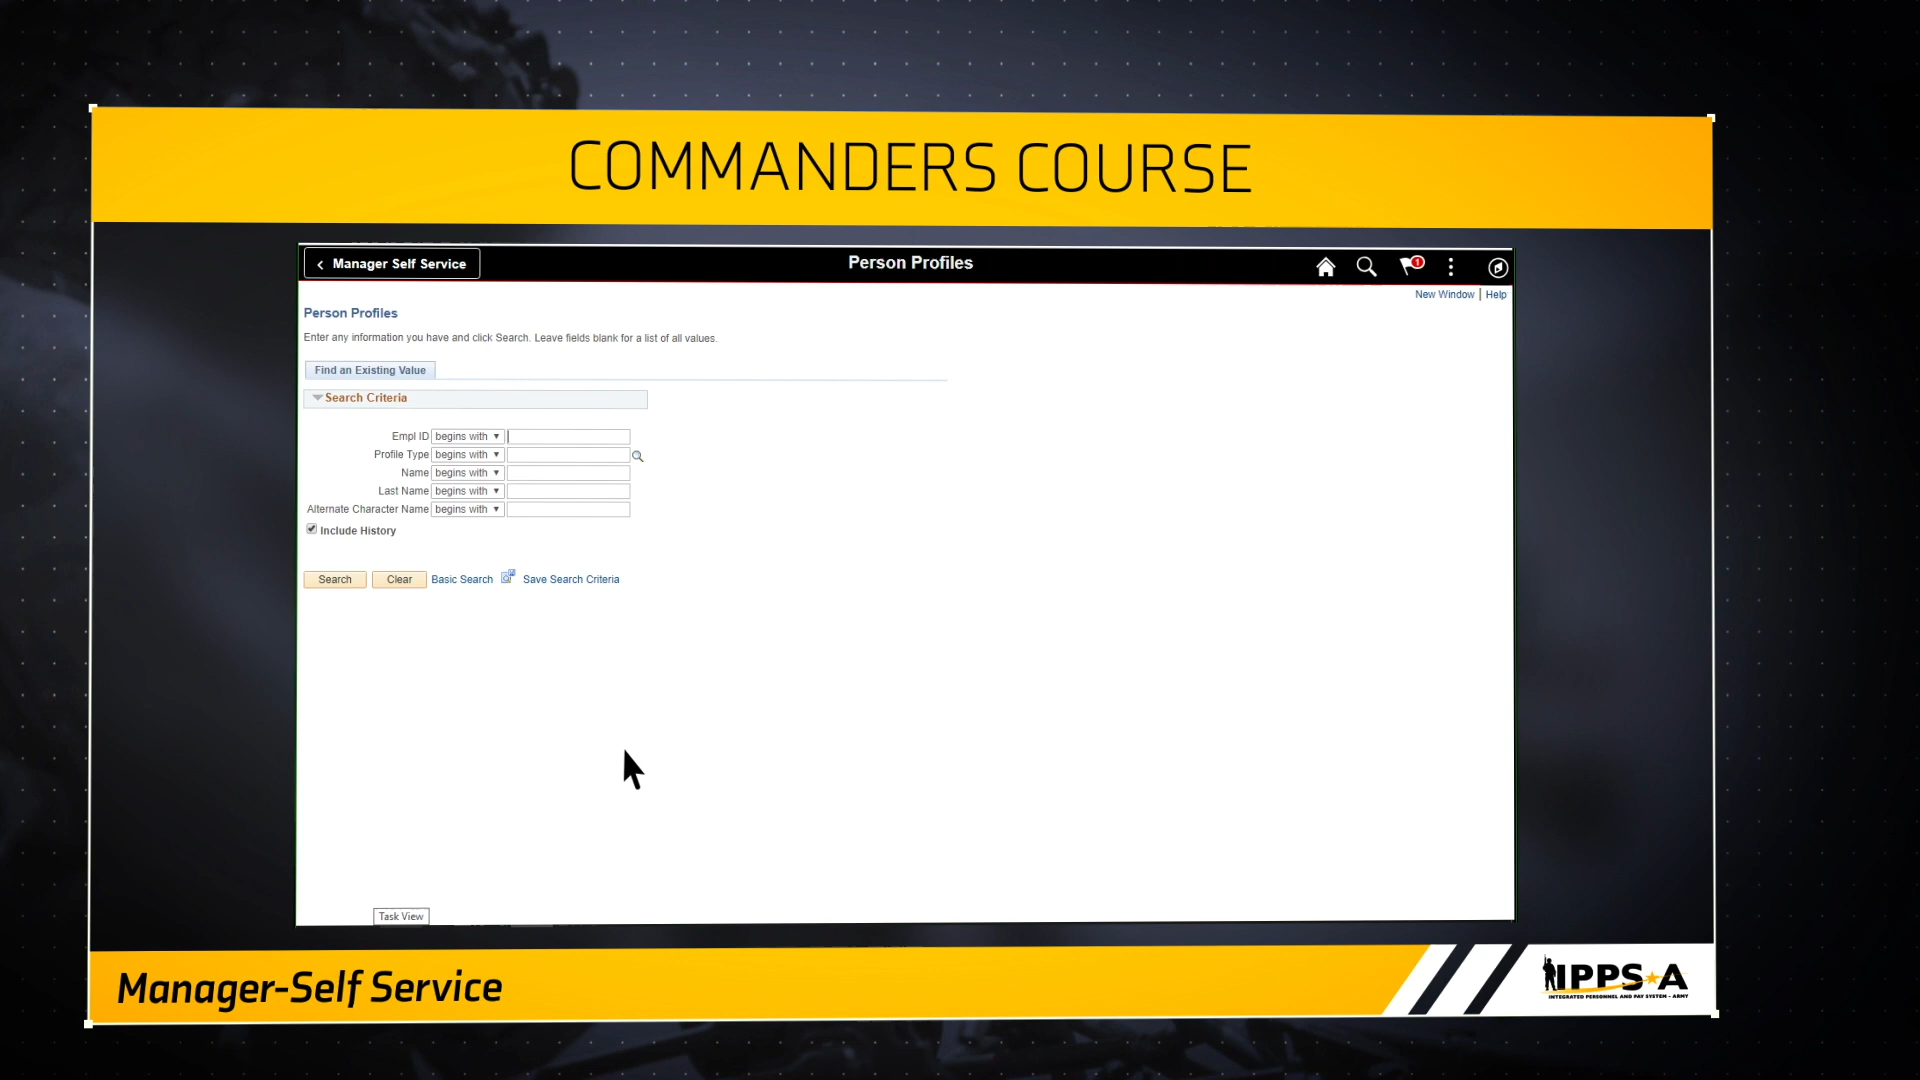 COMMANDERS COURSE
Manager Self Service
Person Profiles
1
New Window | Help
Person Profiles
Enter any information you have and click Search. Leave fields blank for a list of all values.
Find an Existing Value
Search Criteria
Empl ID begins with
Profile Type begins with
Name begins with
Last Name begins with
Alternate Character Name begins with
Include History
Search Clear Basic Search Save Search Criteria
Task View
Manager-Self Service
IPPS-A
INTEGRATED PERSONNEL AND PAY SYSTEM - ARMY